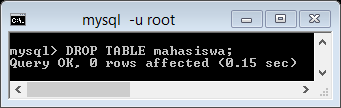 mysql -u root
mysql> DROP TABLE mahasiswa;
Query OK, 0 rows affected (0.15 sec)